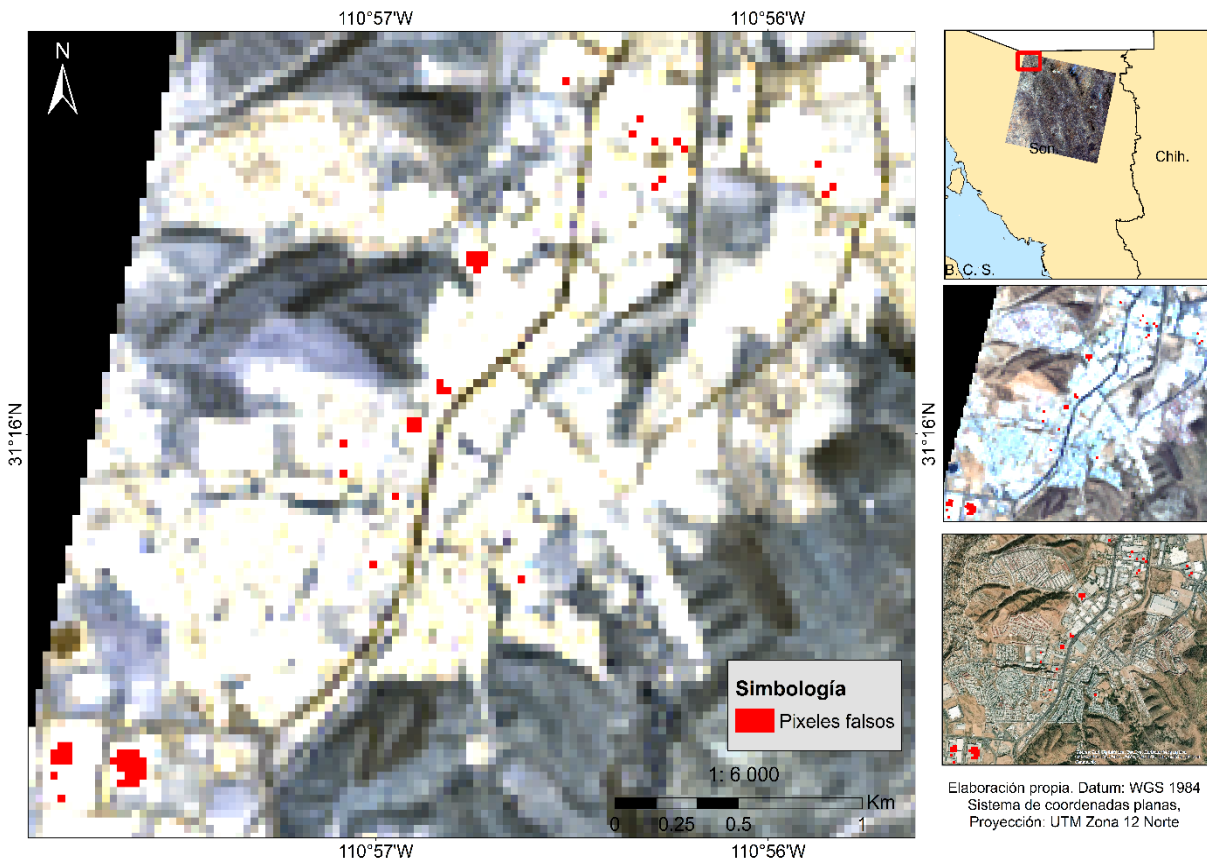 110°57'W
110°56'W
N
31°16'N
31°16'N
Simbología
Pixeles falsos
1: 6 000
Km
0
0.25
0.5
1
110°57'W
110°56'W
Son.
Chih.
B. C. S.
Elaboración propia. Datum: WGS 1984
Sistema de coordenadas planas,
Proyección: UTM Zona 12 Norte